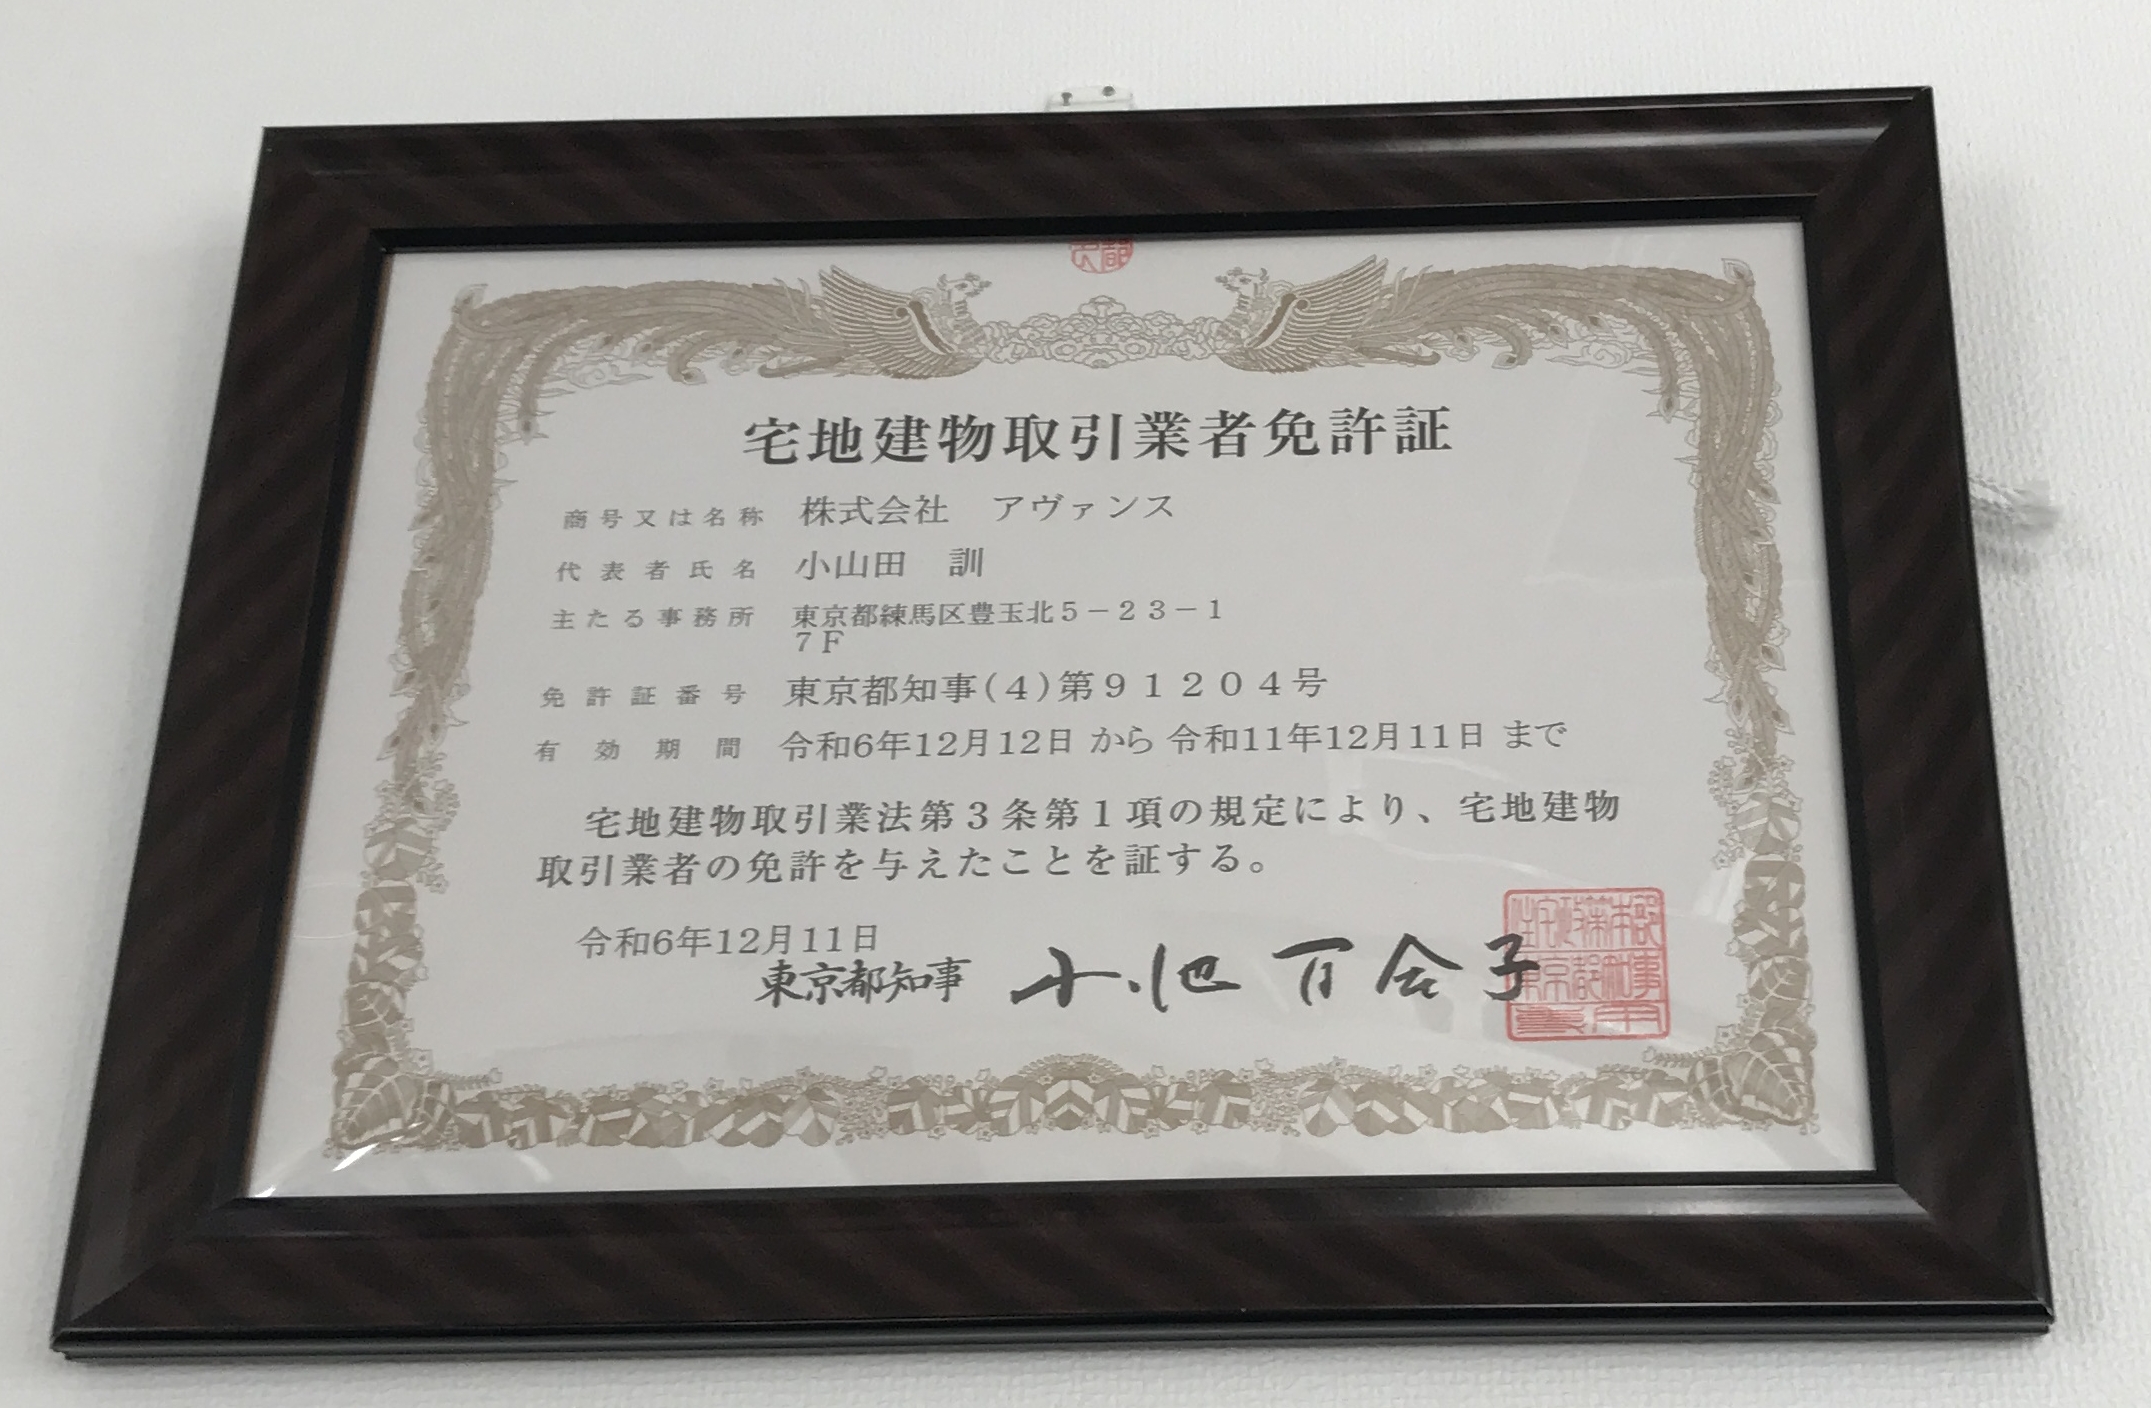 宅地建物取引業者免許証
商号又は名称 株式会社 アヴァンス
代表者氏名 小山田 訓
主たる事務所 東京都練馬区豊玉北5-23-1
7F
免許証番号 東京都知事(4)第91204号
有効期間 令和6年12月12日 から 令和11年12月11日 まで
宅地建物取引業法第3条第1項の規定により、宅地建物
取引業者の免許を与えたことを証する。
令和6年12月11日
東京都知事 小池百合子